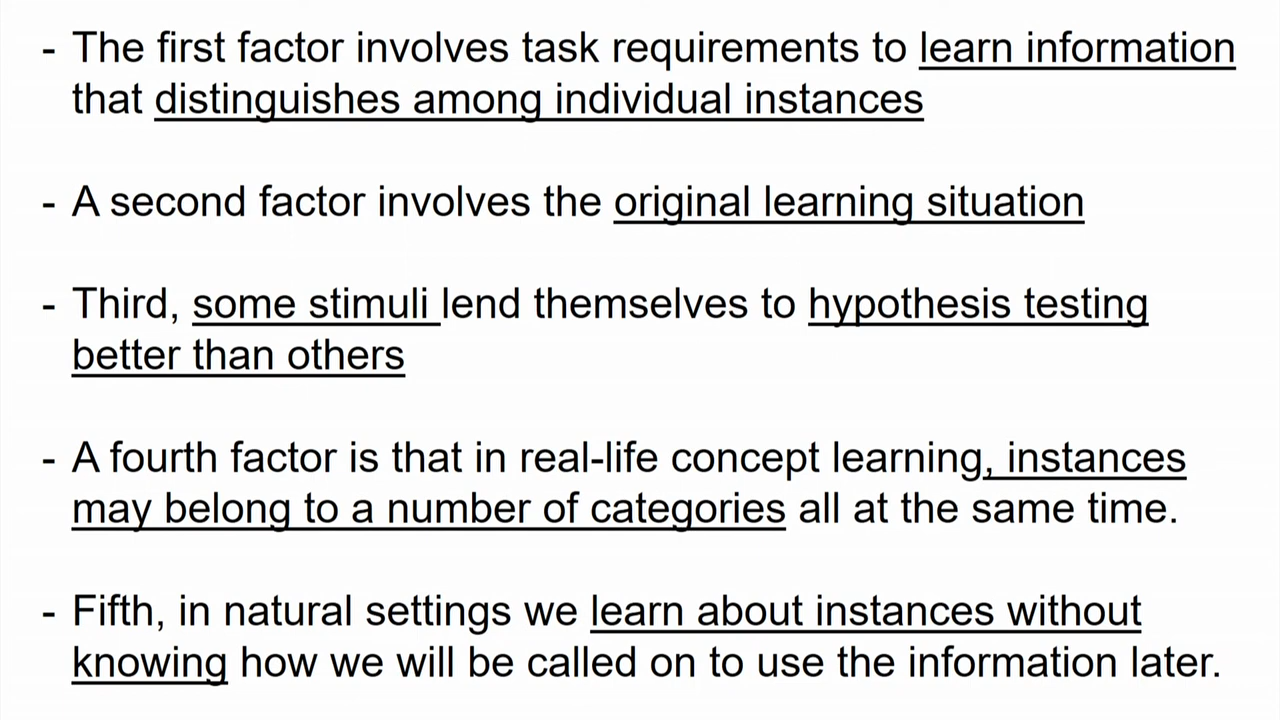 - The first factor involves task requirements to learn information
that distinguishes among individual instances
- A second factor involves the original learning situation
- Third, some stimuli lend themselves to hypothesis testing
better than others
- A fourth factor is that in real-life concept learning, instances
may belong to a number of categories all at the same time.
- Fifth, in natural settings we learn about instances without
knowing how we will be called on to use the information later.